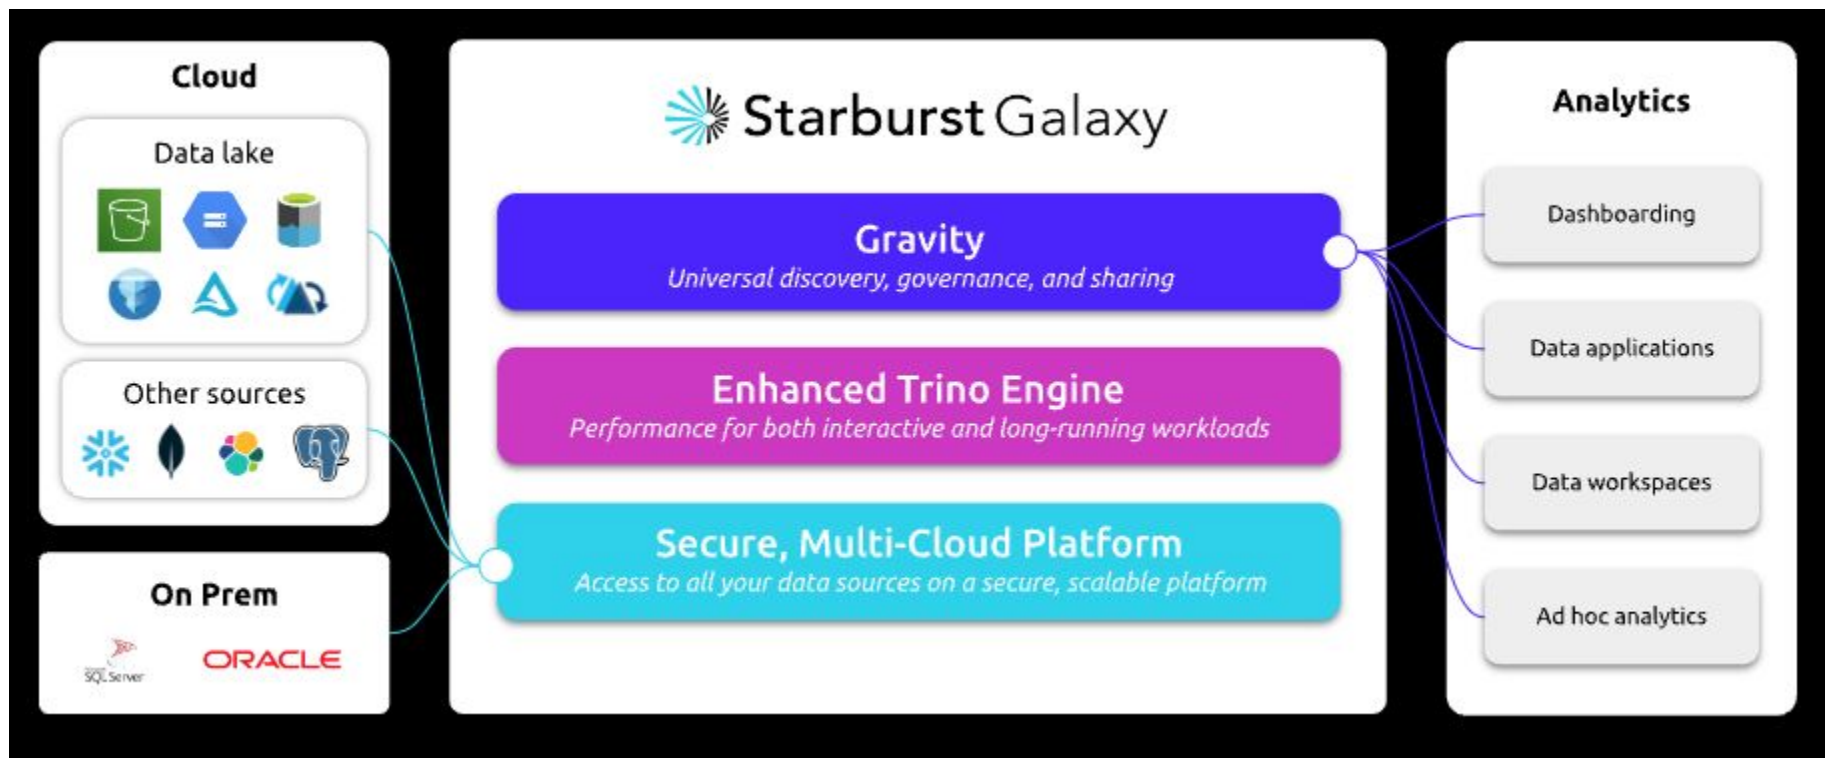 Cloud
Data lake
Other sources
On Prem
SQL Server
ORACLE
Starburst Galaxy
Gravity
Universal discovery, governance, and sharing
Enhanced Trino Engine
Performance for both interactive and long-running workloads
Secure, Multi-Cloud Platform
Access to all your data sources on a secure, scalable platform
Analytics
Dashboarding
Data applications
Data workspaces
Ad hoc analytics